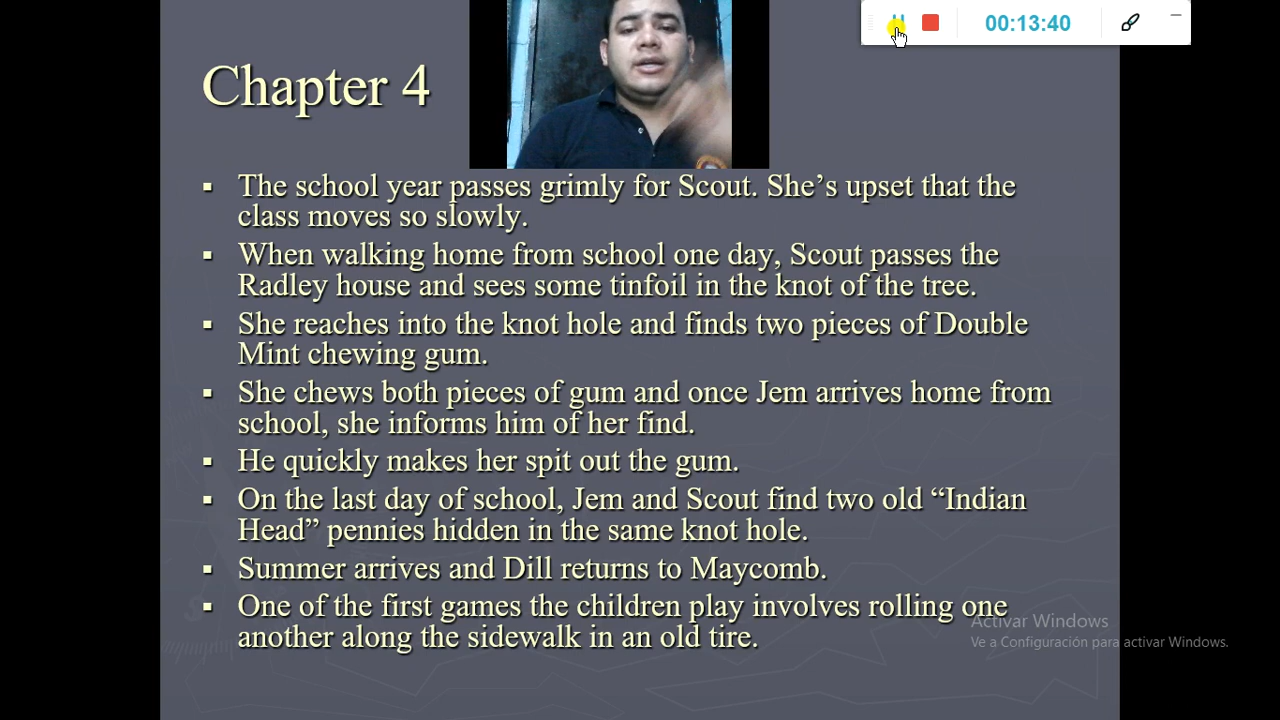 00:13:40
Chapter 4
▪ The school year passes grimly for Scout. She’s upset that the
class moves so slowly.
▪ When walking home from school one day, Scout passes the
Radley house and sees some tinfoil in the knot of the tree.
▪ She reaches into the knot hole and finds two pieces of Double
Mint chewing gum.
▪ She chews both pieces of gum and once Jem arrives home from
school, she informs him of her find.
▪ He quickly makes her spit out the gum.
▪ On the last day of school, Jem and Scout find two old “Indian
Head” pennies hidden in the same knot hole.
▪ Summer arrives and Dill returns to Maycomb.
▪ One of the first games the children play involves rolling one
another along the sidewalk in an old tire.
Activar Windows
Ve a Configuración para activar Windows.